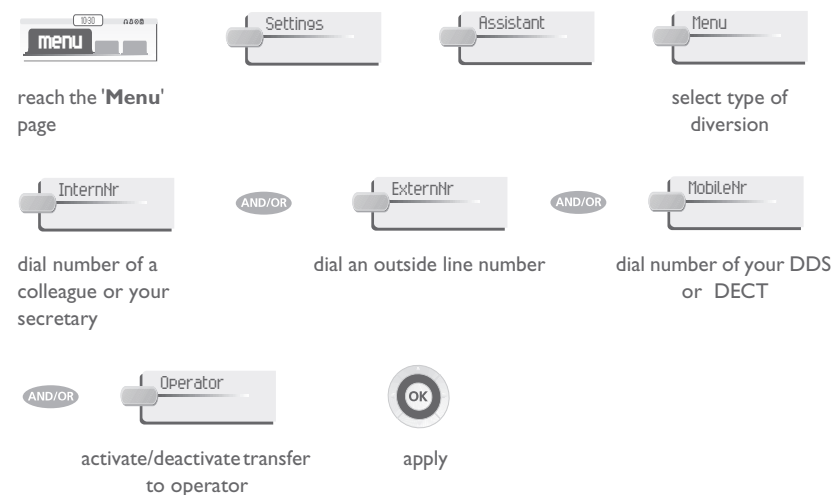 10:30
menu
Settings
Assistant
Menu
reach the 'Menu'
page
select type of
diversion
InternNr
AND/OR
ExternNr
AND/OR
MobileNr
dial number of a
colleague or your
secretary
dial an outside line number
dial number of your DDS
or DECT
AND/OR
Operator
OK
activate/deactivate transfer
to operator
apply